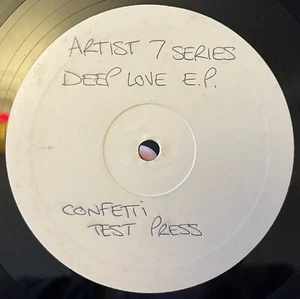 ARTIST 7 SERIES
DEEP LOVE E.P.
CONFETTi
TEST PRESS